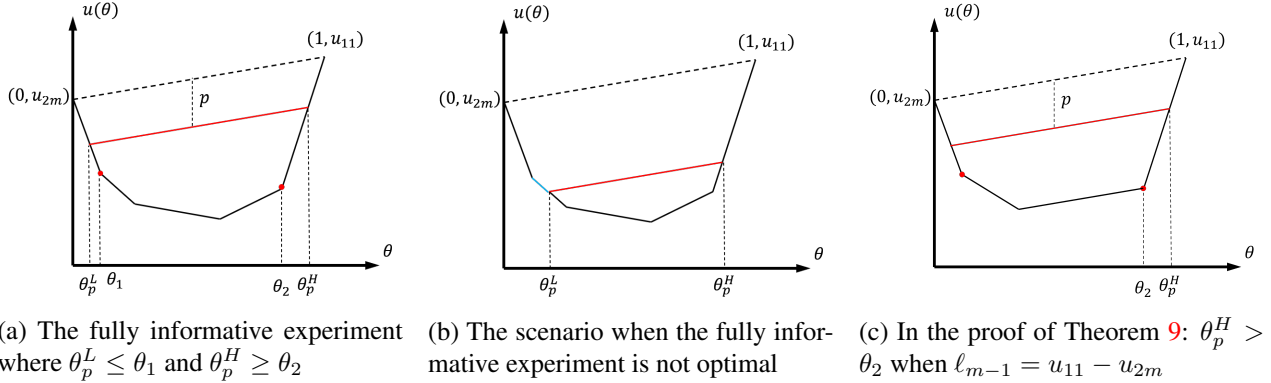 u(θ)
(1, u₁₁)
(0, u₂ₘ)
p
θ
θₚᴸ θ₁ θ₂ θₚᴴ
u(θ)
(1, u₁₁)
(0, u₂ₘ)
θ
θₚᴸ θₚᴴ
u(θ)
(1, u₁₁)
(0, u₂ₘ)
p
θ
θ₂ θₚᴴ
(a) The fully informative experiment
where θₚᴸ ≤ θ₁ and θₚᴴ ≥ θ₂
(b) The scenario when the fully infor-
mative experiment is not optimal
(c) In the proof of Theorem 9: θₚᴴ >
θ₂ when ℓₘ₋₁ = u₁₁ − u₂ₘ